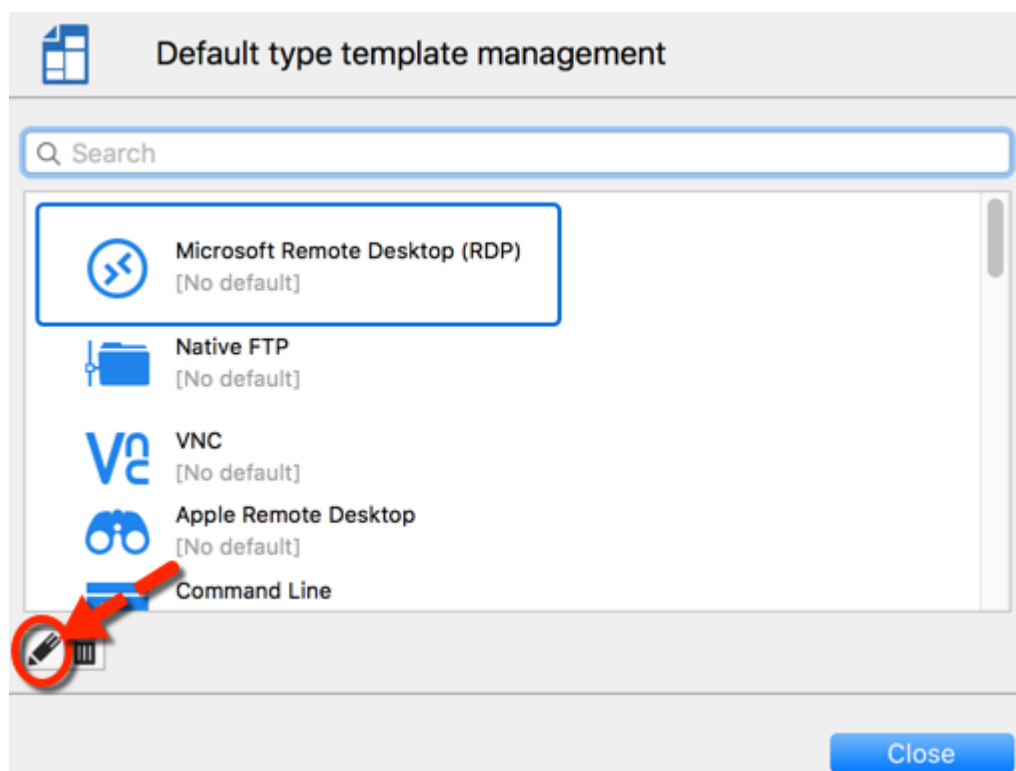 Default type template management
Search
Microsoft Remote Desktop (RDP)
[No default]
Native FTP
[No default]
VNC
VNC
[No default]
Apple Remote Desktop
[No default]
Command Line
Close